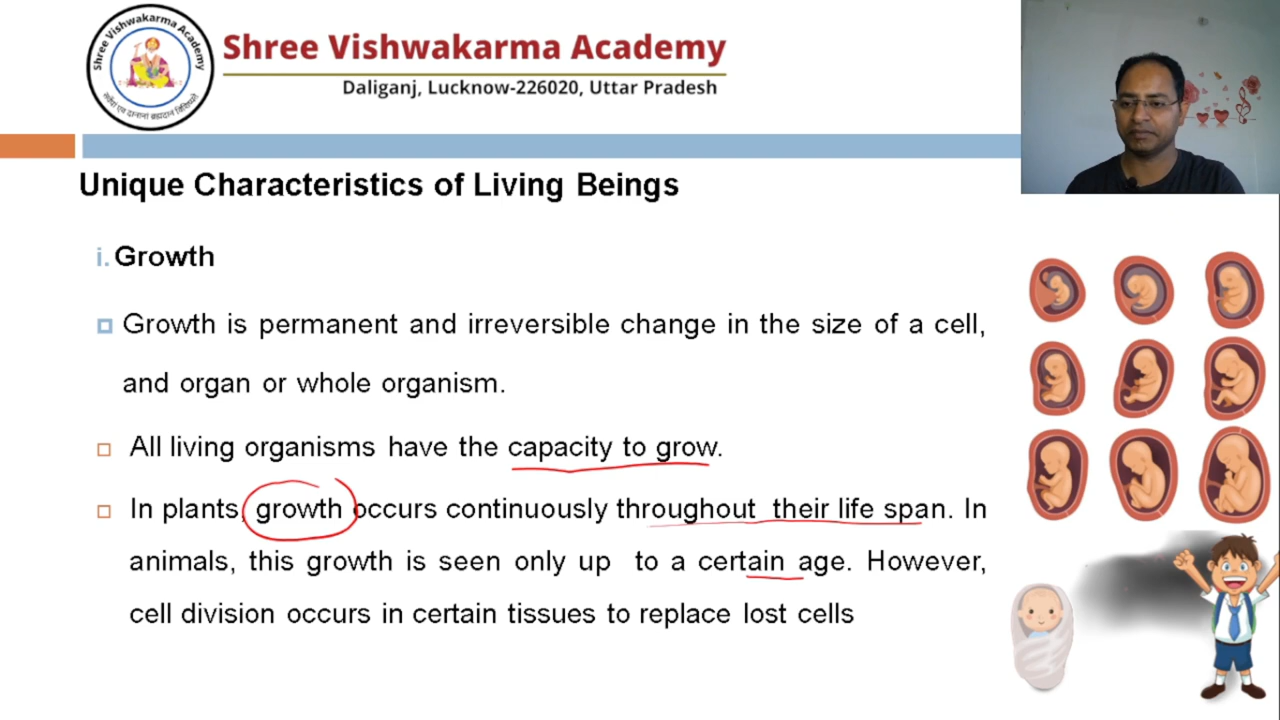 Shree Vishwakarma Academy
Shree Vishwakarma Academy
Daliganj, Lucknow-226020, Uttar Pradesh
Unique Characteristics of Living Beings
i. Growth
Growth is permanent and irreversible change in the size of a cell,
and organ or whole organism.
All living organisms have the capacity to grow.
In plants, growth occurs continuously throughout their life span. In
animals, this growth is seen only up to a certain age. However,
cell division occurs in certain tissues to replace lost cells